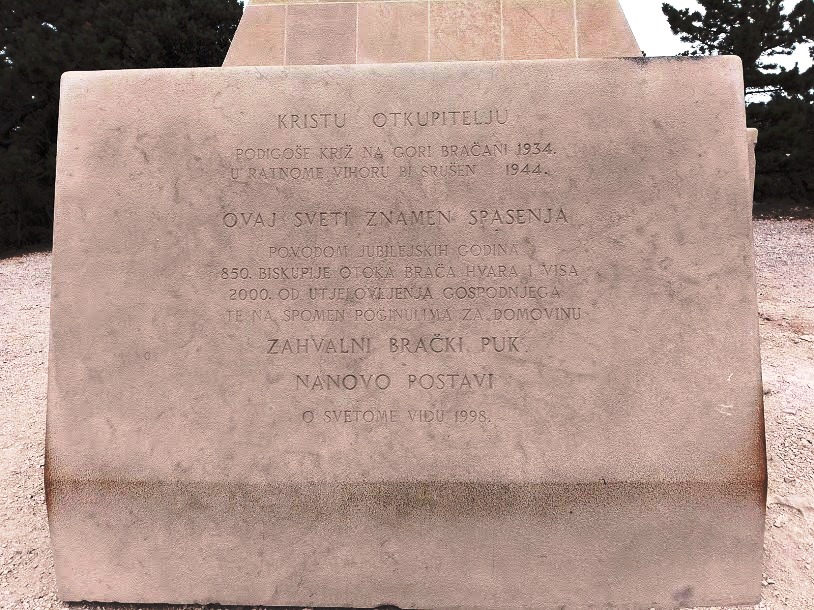 KRISTU OTKUPITELJU
PODIGOŠE KRIŽ NA GORI BRAČANI 1934.
U RATNOME VIHORU BI SRUŠEN 1944.
OVAJ SVETI ZNAMEN SPASENJA
POVODOM JUBILEJSKIH GODINA
850. BISKUPIJE OTOKA BRAČA HVARA I VISA
2000. OD UTJELOVLJENJA GOSPODNJEGA
TE NA SPOMEN POGINULIMA ZA DOMOVINU
ZAHVALNI BRAČKI PUK
NANOVO POSTAVI
O SVETOME VIDU 1998.